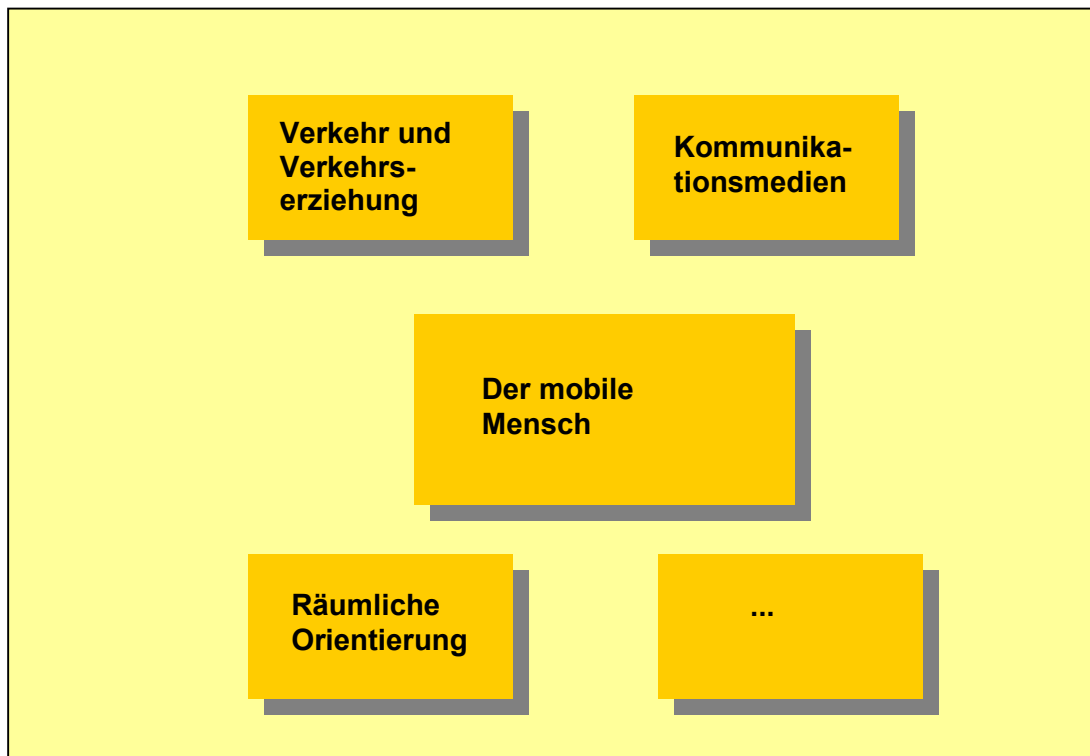 Verkehr und
Verkehrs-
erziehung
Kommunika-
tionsmedien
Der mobile
Mensch
Räumliche
Orientierung
...